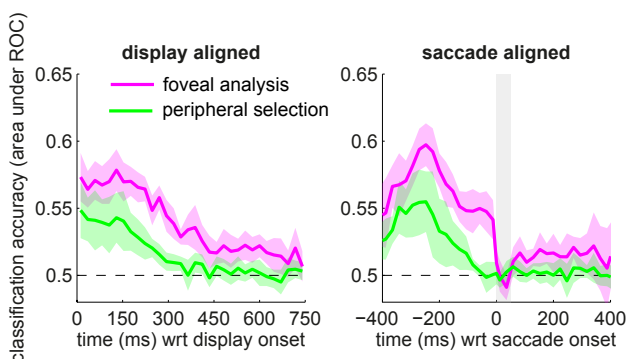 classification accuracy (area under ROC)
display aligned
0.65
0.6
0.55
0.5
foveal analysis
peripheral selection
0 150 300 450 600 750
time (ms) wrt display onset
saccade aligned
0.65
0.6
0.55
0.5
−400 −200 0 200 400
time (ms) wrt saccade onset